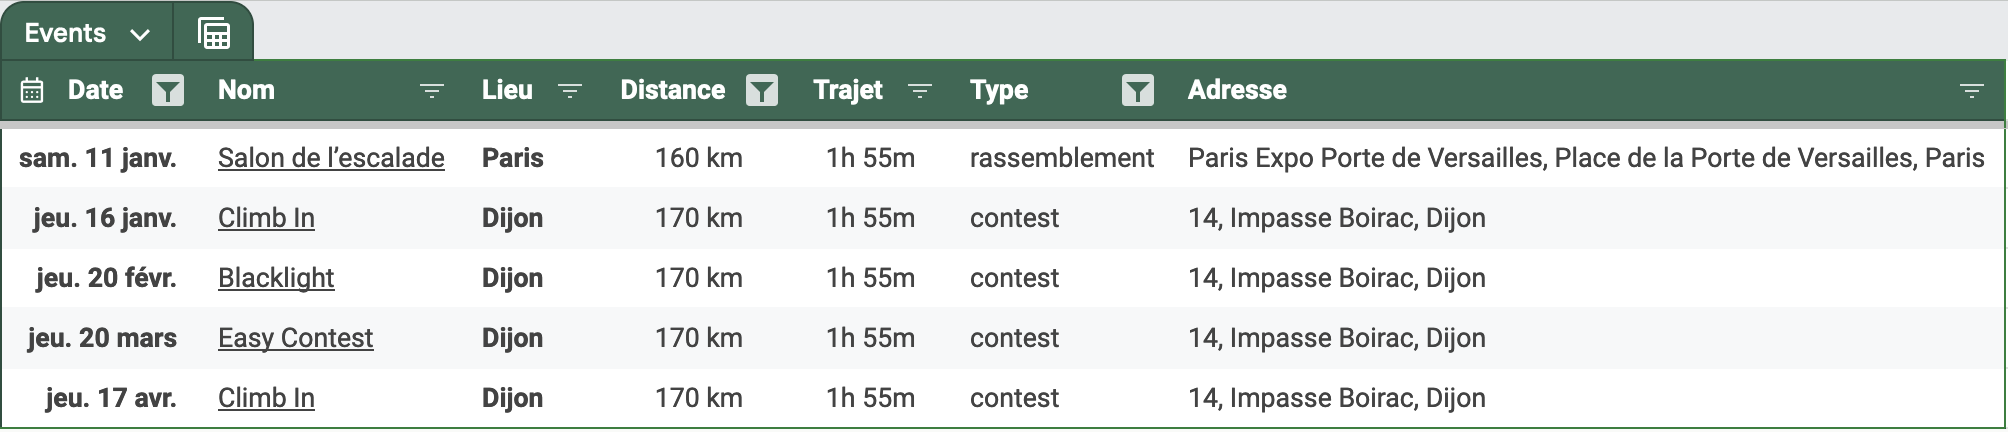 Events
Date Nom Lieu Distance Trajet Type Adresse
sam. 11 janv. Salon de l’escalade Paris 160 km 1h 55m rassemblement Paris Expo Porte de Versailles, Place de la Porte de Versailles, Paris
jeu. 16 janv. Climb In Dijon 170 km 1h 55m contest 14, Impasse Boirac, Dijon
jeu. 20 févr. Blacklight Dijon 170 km 1h 55m contest 14, Impasse Boirac, Dijon
jeu. 20 mars Easy Contest Dijon 170 km 1h 55m contest 14, Impasse Boirac, Dijon
jeu. 17 avr. Climb In Dijon 170 km 1h 55m contest 14, Impasse Boirac, Dijon